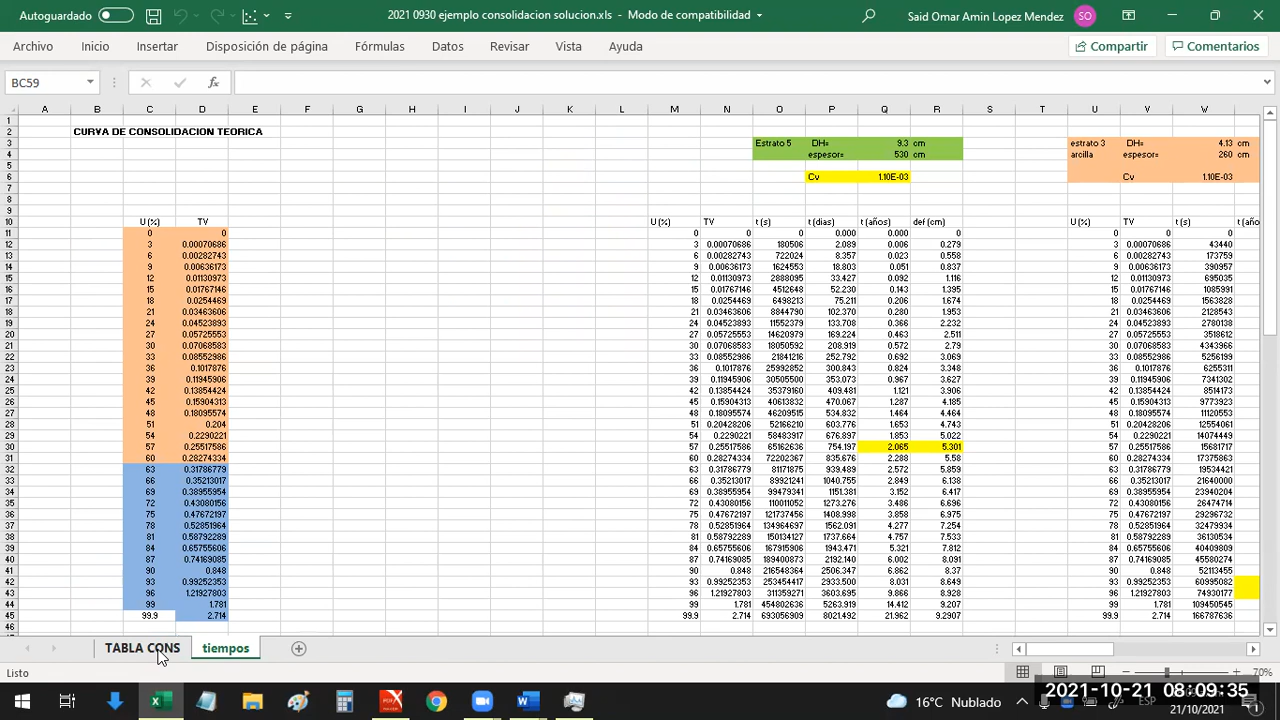 Autoguardado
2021 0930 ejemplo consolidacion solucion.xls - Modo de compatibilidad
Said Omar Amin Lopez Mendez
SO
Archivo Inicio Insertar Disposición de página Fórmulas Datos Revisar Vista Ayuda
Compartir
Comentarios
BC59
A B C D E F G H I J K L M N O P Q R S T U V W
CURVA DE CONSOLIDACION TEORICA
Estrato 5 DH= 9.3 cm estrato 3 DH= 4.13 cm
espesor= 530 cm arcilla espesor= 260 cm
Cv 1.10E-03 Cv 1.10E-03
U (%) TV U (%) TV t (s) t (dias) t (años) def (cm) U (%) TV t (s) t (año
0 0 0 0 0 0.000 0.000 0 0 0 0
3 0.00070686 3 0.00070686 180506 2.089 0.006 0.279 3 0.00070686 43440
6 0.00282743 6 0.00282743 722024 8.357 0.023 0.558 6 0.00282743 173759
9 0.00636173 9 0.00636173 1624553 18.803 0.051 0.837 9 0.00636173 390957
12 0.01130973 12 0.01130973 2888095 33.427 0.092 1.116 12 0.01130973 695035
15 0.01767146 15 0.01767146 4512648 52.230 0.143 1.395 15 0.01767146 1085991
18 0.0254469 18 0.0254469 6498213 75.211 0.206 1.674 18 0.0254469 1563828
21 0.03463606 21 0.03463606 8844790 102.370 0.280 1.953 21 0.03463606 2128543
24 0.04523893 24 0.04523893 11552379 133.708 0.366 2.232 24 0.04523893 2780138
27 0.05725553 27 0.05725553 14620979 169.224 0.463 2.511 27 0.05725553 3518612
30 0.07068583 30 0.07068583 18050592 208.919 0.572 2.79 30 0.07068583 4343966
33 0.08552986 33 0.08552986 21841216 252.792 0.692 3.069 33 0.08552986 5256199
36 0.1017876 36 0.1017876 25992852 300.843 0.824 3.348 36 0.1017876 6255311
39 0.11945906 39 0.11945906 30505500 353.073 0.967 3.627 39 0.11945906 7341302
42 0.13854424 42 0.13854424 35379160 409.481 1.121 3.906 42 0.13854424 8514173
45 0.15904313 45 0.15904313 40613832 470.067 1.287 4.185 45 0.15904313 9773923
48 0.18095574 48 0.18095574 46209515 534.832 1.464 4.464 48 0.18095574 11120553
51 0.204 51 0.20428206 52166210 603.776 1.653 4.743 51 0.20428206 12554061
54 0.2290221 54 0.2290221 58483917 676.897 1.853 5.022 54 0.2290221 14074449
57 0.25517586 57 0.25517586 65162636 754.197 2.065 5.301 57 0.25517586 15681717
60 0.28274334 60 0.28274334 72202367 835.676 2.288 5.58 60 0.28274334 17375863
63 0.31786779 63 0.31786779 81171875 939.489 2.572 5.859 63 0.31786779 19534421
66 0.35213017 66 0.35213017 89921241 1040.755 2.849 6.138 66 0.35213017 21640000
69 0.38955954 69 0.38955954 99479341 1151.381 3.152 6.417 69 0.38955954 23940204
72 0.43080156 72 0.43080156 110011052 1273.276 3.486 6.696 72 0.43080156 26474714
75 0.47672197 75 0.47672197 121737456 1408.998 3.858 6.975 75 0.47672197 29296732
78 0.52851964 78 0.52851964 134964697 1562.091 4.277 7.254 78 0.52851964 32479934
81 0.58792289 81 0.58792289 150134127 1737.664 4.757 7.533 81 0.58792289 36130534
84 0.65755606 84 0.65755606 167915906 1943.471 5.321 7.812 84 0.65755606 40409809
87 0.74169085 87 0.74169085 189400873 2192.140 6.002 8.091 87 0.74169085 45580274
90 0.848 90 0.848 216548364 2506.347 6.862 8.37 90 0.848 52113455
93 0.99252353 93 0.99252353 253454417 2933.500 8.031 8.649 93 0.99252353 60995082
96 1.21927803 96 1.21927803 311359271 3603.695 9.866 8.928 96 1.21927803 74930177
99 1.781 99 1.781 454802636 5263.919 14.412 9.207 99 1.781 109450545
99.9 2.714 99.9 2.714 693056909 8021.492 21.962 9.2907 99.9 2.714 166787636
TABLA CONS tiempos
Listo
70%
16°C Nublado
ESP
2021-10-21 08:09:35
21/10/2021